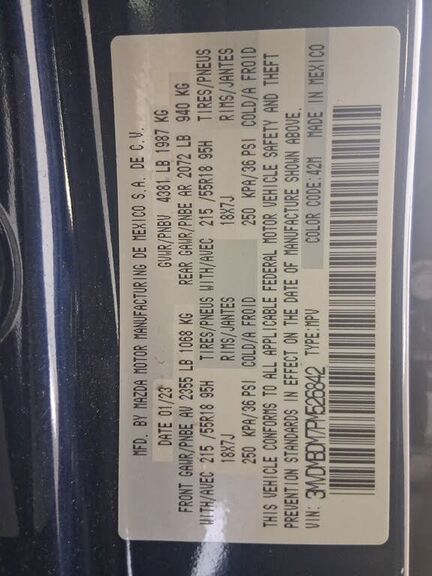 MFD. BY MAZDA MOTOR MANUFACTURING DE MEXICO S.A. DE C.V.
DATE 01/23 GVWR/PNBV 4381 LB 1987 KG
FRONT GAWR/PNBE AV 2355 LB 1068 KG REAR GAWR/PNBE AR 2072 LB 940 KG
WITH/AVEC 215 /55R18 95H TIRES/PNEUS WITH/AVEC 215 /55R18 95H TIRES/PNEUS
18X7J RIMS/JANTES 18X7J RIMS/JANTES
250 KPA/36 PSI COLD/A FROID 250 KPA/36 PSI COLD/A FROID
THIS VEHICLE CONFORMS TO ALL APPLICABLE FEDERAL MOTOR VEHICLE SAFETY AND THEFT
PREVENTION STANDARDS IN EFFECT ON THE DATE OF MANUFACTURE SHOWN ABOVE.
VIN: 3MVDMBDM7PM526842 TYPE:MPV COLOR CODE:42M MADE IN MEXICO